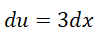 𝑑𝑢 = 3𝑑𝑥